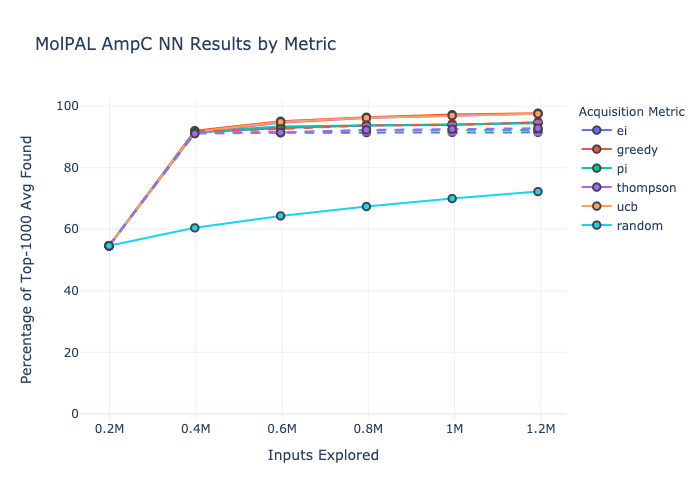 MolPAL AmpC NN Results by Metric
Percentage of Top-1000 Avg Found
100
80
60
40
20
0
0.2M 0.4M 0.6M 0.8M 1M 1.2M
Inputs Explored
Acquisition Metric
ei
greedy
pi
thompson
ucb
random